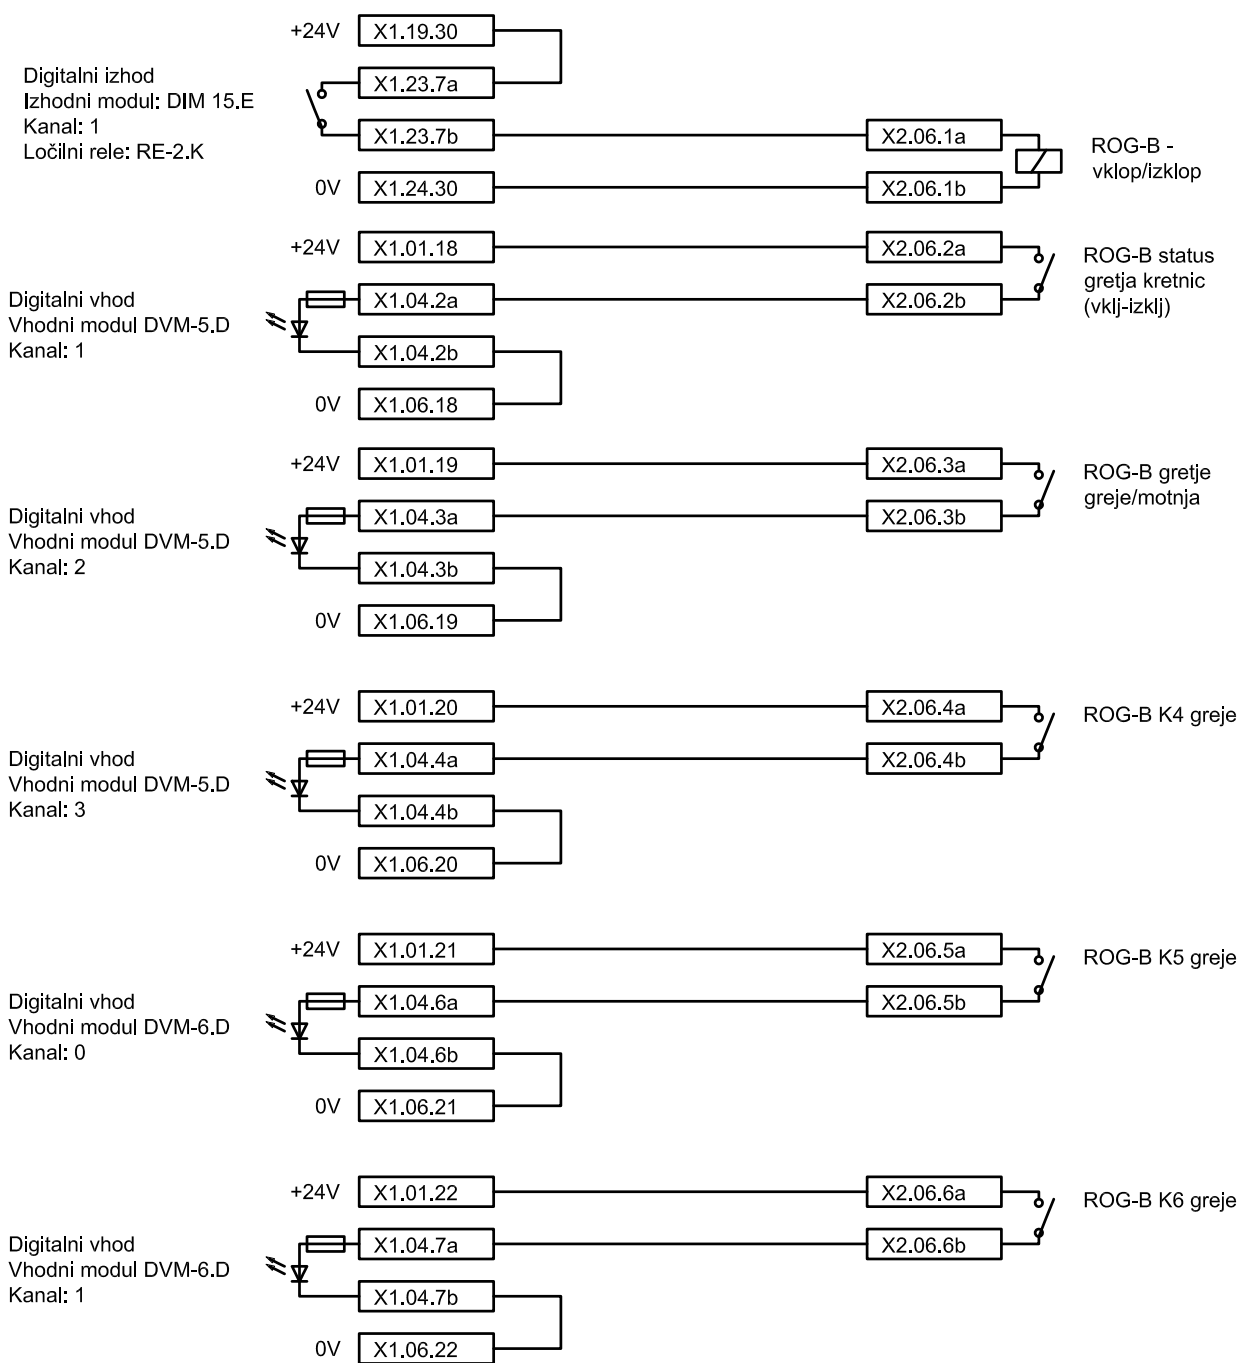 +24V X1.19.30
Digitalni izhod
Izhodni modul: DIM 15.E
Kanal: 1
Ločilni rele: RE-2.K
X1.23.7a
X1.23.7b X2.06.1a
0V X1.24.30 X2.06.1b
ROG-B -
vklop/izklop
+24V X1.01.18 X2.06.2a
ROG-B status
gretja kretnic
(vklj-izklj)
Digitalni vhod
Vhodni modul DVM-5.D
Kanal: 1
X1.04.2a X2.06.2b
X1.04.2b
0V X1.06.18
+24V X1.01.19 X2.06.3a
ROG-B gretje
greje/motnja
Digitalni vhod
Vhodni modul DVM-5.D
Kanal: 2
X1.04.3a X2.06.3b
X1.04.3b
0V X1.06.19
+24V X1.01.20 X2.06.4a ROG-B K4 greje
Digitalni vhod
Vhodni modul DVM-5.D
Kanal: 3
X1.04.4a X2.06.4b
X1.04.4b
0V X1.06.20
+24V X1.01.21 X2.06.5a ROG-B K5 greje
Digitalni vhod
Vhodni modul DVM-6.D
Kanal: 0
X1.04.6a X2.06.5b
X1.04.6b
0V X1.06.21
+24V X1.01.22 X2.06.6a ROG-B K6 greje
Digitalni vhod
Vhodni modul DVM-6.D
Kanal: 1
X1.04.7a X2.06.6b
X1.04.7b
0V X1.06.22